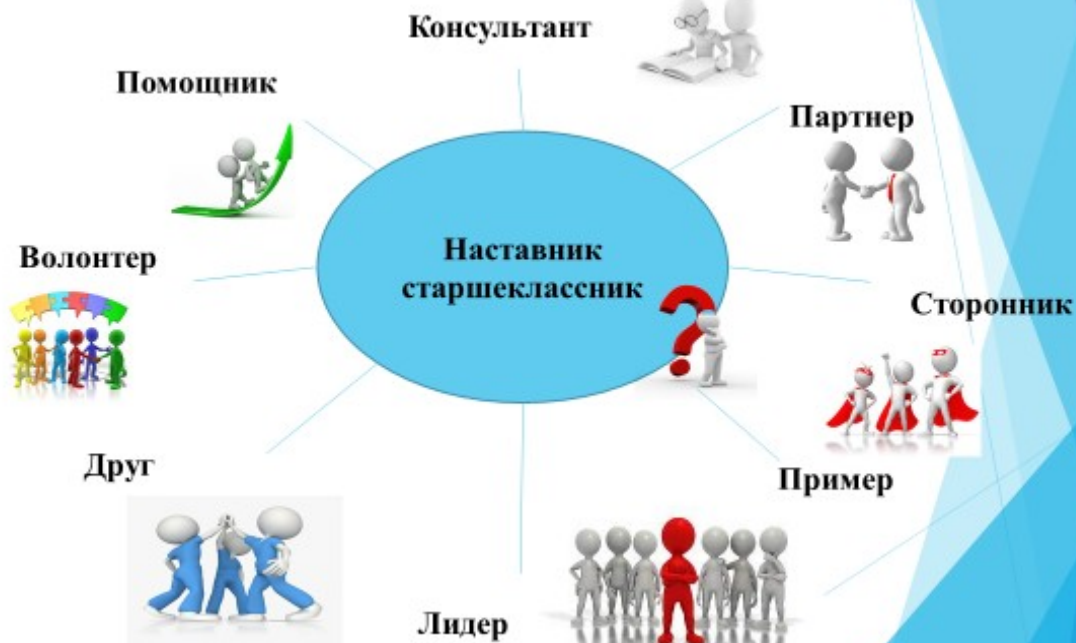 Консультант
Помощник
Партнер
Наставник
старшеклассник
Волонтер
Сторонник
Друг
Пример
Лидер